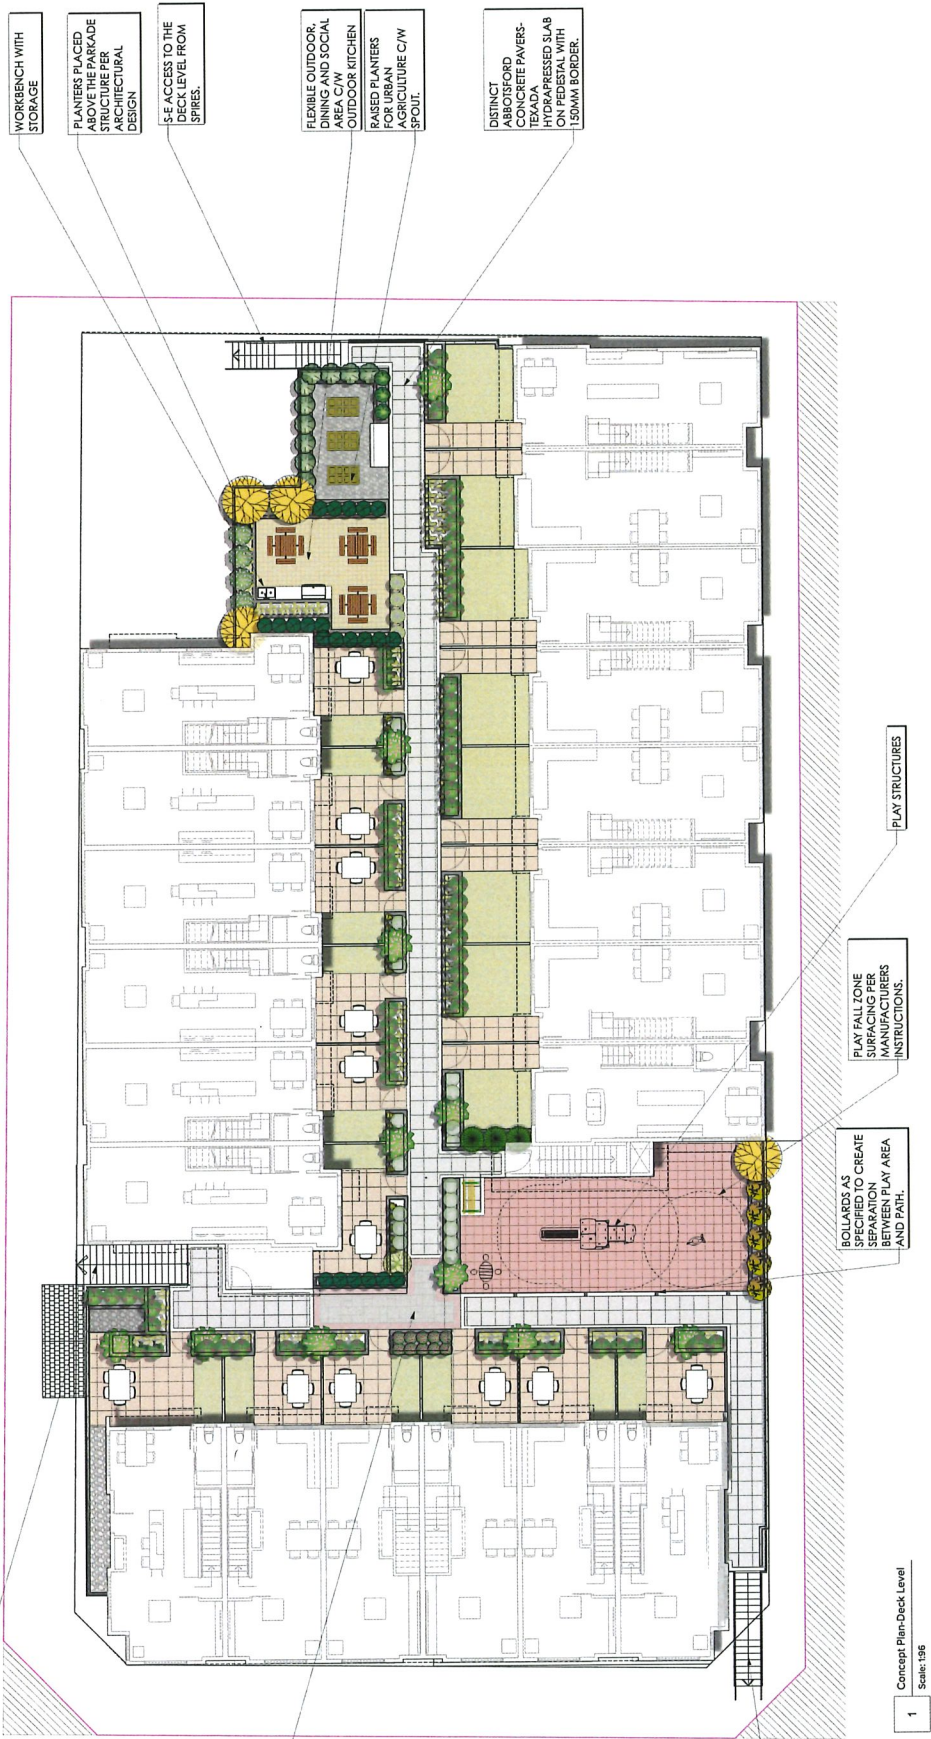 WORKBENCH WITH
STORAGE
PLANTERS PLACED
ABOVE THE PARKADE
STRUCTURE PER
ARCHITECTURAL
DESIGN
S-E ACCESS TO THE
DECK LEVEL FROM
SPIRES.
FLEXIBLE OUTDOOR,
DINING AND SOCIAL
AREA C/W
OUTDOOR KITCHEN
RAISED PLANTERS
FOR URBAN
AGRICULTURE C/W
SPOUT.
DISTINCT
ABBOTSFORD
CONCRETE PAVERS-
TEXADA
HYDRAPRESSED SLAB
ON PEDESTAL WITH
150MM BORDER.
PLAY STRUCTURES
PLAY FALL ZONE
SURFACING PER
MANUFACTURERS
INSTRUCTIONS.
BOLLARDS AS
SPECIFIED TO CREATE
SEPARATION
BETWEEN PLAY AREA
AND PATH.
1
Concept Plan-Deck Level
Scale: 1:96